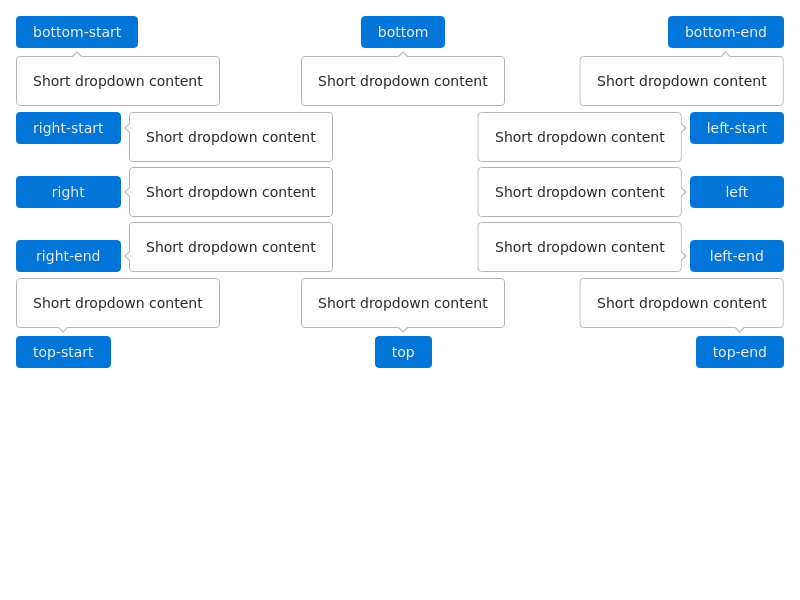 bottom-start bottom bottom-end
Short dropdown content Short dropdown content Short dropdown content
right-start Short dropdown content Short dropdown content left-start
right Short dropdown content Short dropdown content left
right-end Short dropdown content Short dropdown content left-end
Short dropdown content Short dropdown content Short dropdown content
top-start top top-end